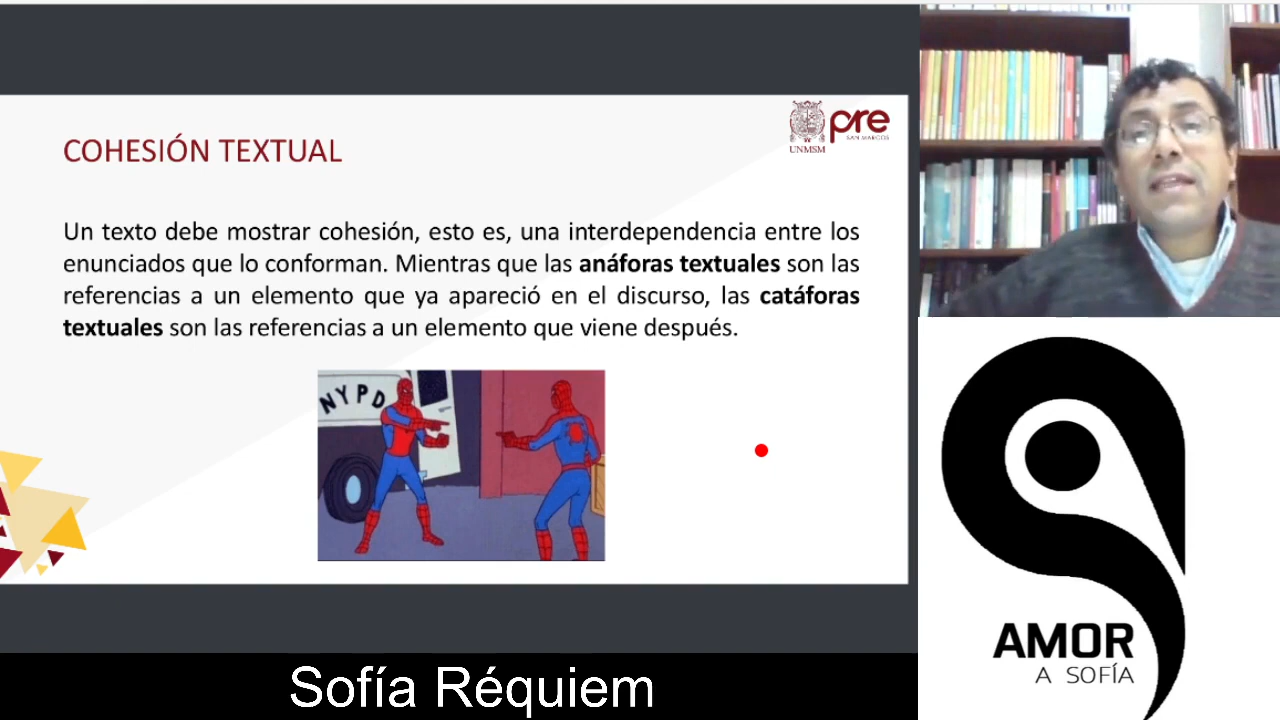 COHESIÓN TEXTUAL
pre
SAN MARCOS
UNMSM
Un texto debe mostrar cohesión, esto es, una interdependencia entre los
enunciados que lo conforman. Mientras que las anáforas textuales son las
referencias a un elemento que ya apareció en el discurso, las catáforas
textuales son las referencias a un elemento que viene después.
NYPD
AMOR
A SOFÍA
Sofía Réquiem